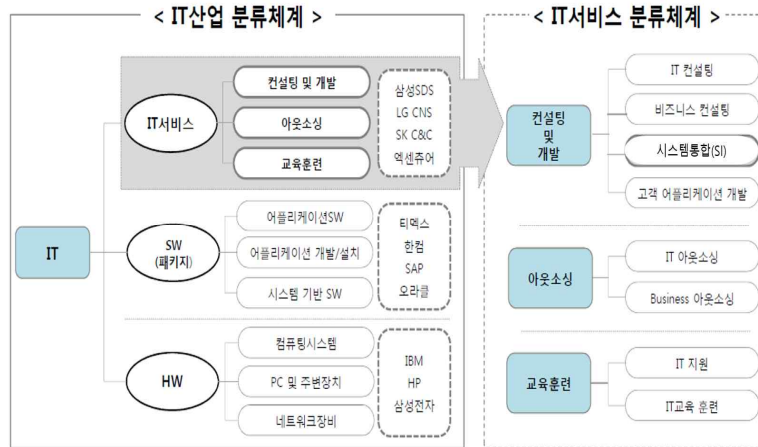 < IT산업 분류체계 >
IT
IT서비스
컨설팅 및 개발
아웃소싱
교육훈련
삼성SDS
LG CNS
SK C&C
엑센츄어
SW
(패키지)
어플리케이션SW
어플리케이션 개발/설치
시스템 기반 SW
티맥스
한컴
SAP
오라클
HW
컴퓨팅시스템
PC 및 주변장치
네트워크장비
IBM
HP
삼성전자
< IT서비스 분류체계 >
컨설팅
및
개발
IT 컨설팅
비즈니스 컨설팅
시스템통합(SI)
고객 어플리케이션 개발
아웃소싱
IT 아웃소싱
Business 아웃소싱
교육훈련
IT 지원
IT교육 훈련